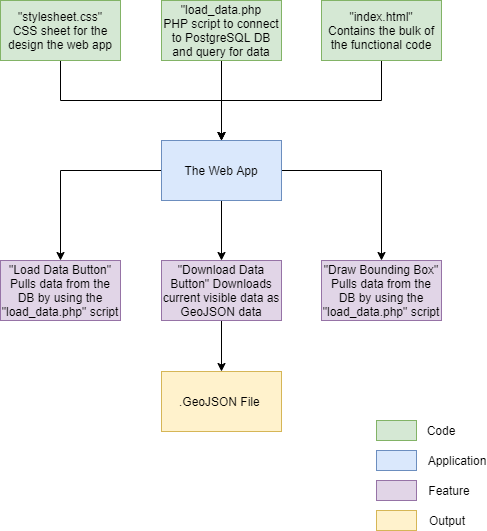 "stylesheet.css"
CSS sheet for the
design the web app
"load_data.php
PHP script to connect
to PostgreSQL DB
and query for data
"index.html"
Contains the bulk of
the functional code
The Web App
"Load Data Button"
Pulls data from the
DB by using the
"load_data.php" script
"Download Data
Button" Downloads
current visible data as
GeoJSON data
"Draw Bounding Box"
Pulls data from the
DB by using the
"load_data.php" script
.GeoJSON File
Code
Application
Feature
Output